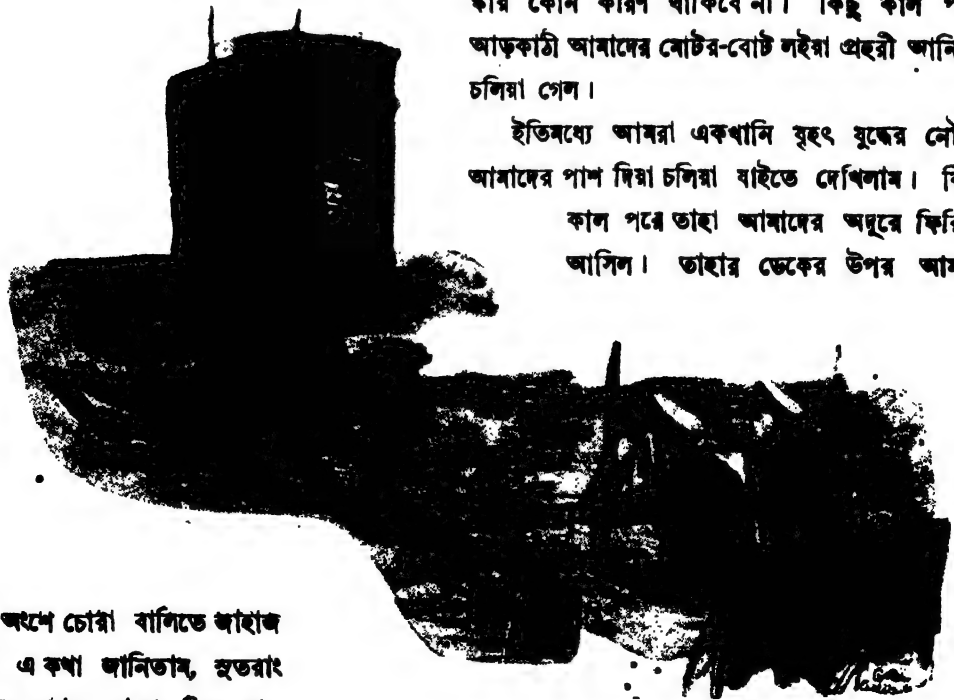 কার কোন কারণ থাকিবে না। কিছু কাল প
আড়কাঠী আমাদের মোটর-বোট লইয়া প্রহরী আনি
চলিয়া গেল।
ইতিমধ্যে আমরা একখানি বৃহৎ যুদ্ধের নৌ
আমাদের পাশ দিয়া চলিয়া যাইতে দেখিলাম। কি
কাল পরে তাহা আমাদের অদূরে ফিরি
আসিল। তাহার ডেকের উপর আম
অংশে চোরা বালিতে জাহাজ
এ কথা জানিতাম, সুতরাং